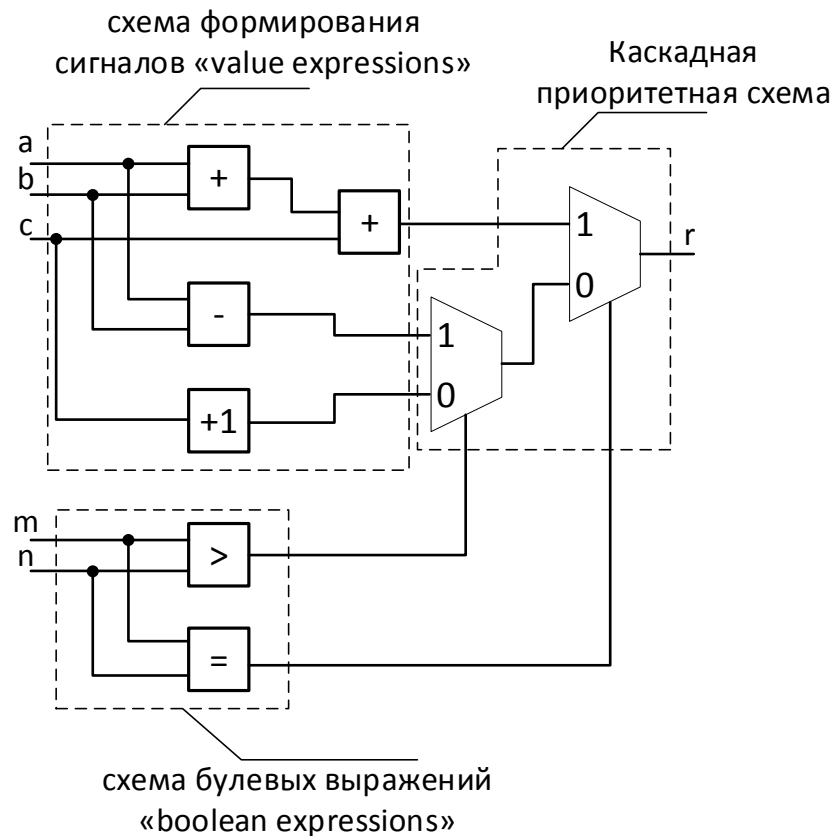 схема формирования
сигналов «value expressions»
Каскадная
приоритетная схема
a
b
c
+
+
-
+1
1
0
1
0
r
m
n
>
=
схема булевых выражений
«boolean expressions»